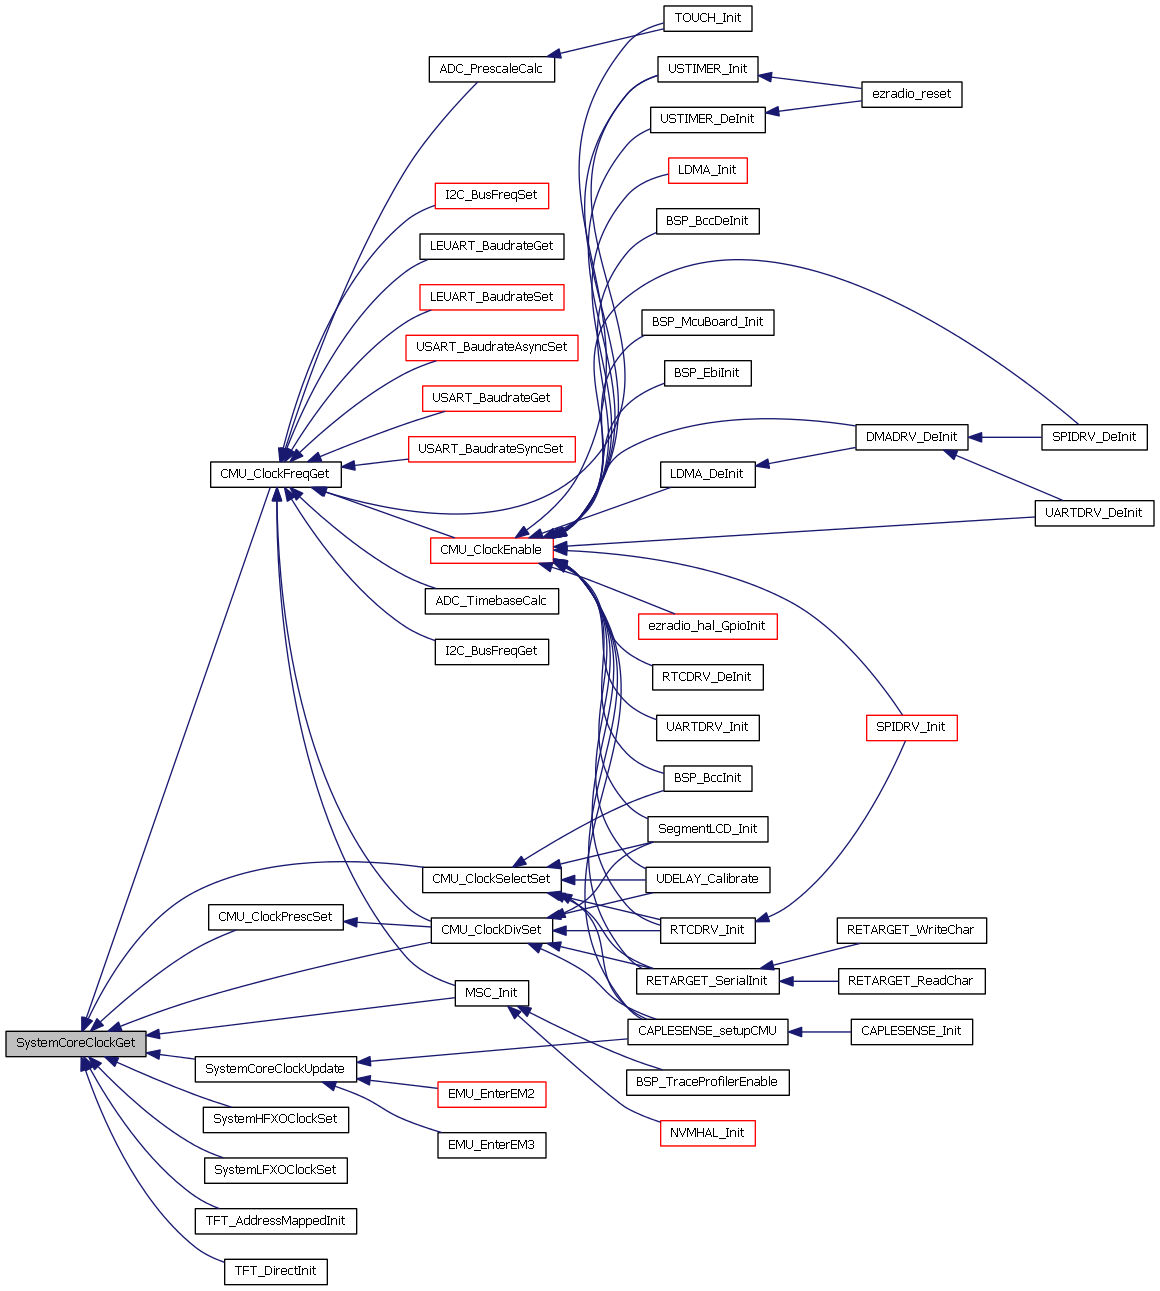 TOUCH_Init
ADC_PrescaleCalc
USTIMER_Init
ezradio_reset
USTIMER_DeInit
LDMA_Init
I2C_BusFreqSet
BSP_BccDeInit
LEUART_BaudrateGet
LEUART_BaudrateSet
BSP_McuBoard_Init
USART_BaudrateAsyncSet
BSP_EbiInit
USART_BaudrateGet
DMADRV_DeInit
SPIDRV_DeInit
USART_BaudrateSyncSet
CMU_ClockFreqGet
LDMA_DeInit
UARTDRV_DeInit
CMU_ClockEnable
ADC_TimebaseCalc
ezradio_hal_GpioInit
I2C_BusFreqGet
RTCDRV_DeInit
UARTDRV_Init
SPIDRV_Init
BSP_BccInit
SegmentLCD_Init
CMU_ClockSelectSet
UDELAY_Calibrate
CMU_ClockPrescSet
CMU_ClockDivSet
RTCDRV_Init
RETARGET_WriteChar
RETARGET_SerialInit
RETARGET_ReadChar
MSC_Init
CAPLESENSE_setupCMU
CAPLESENSE_Init
SystemCoreClockGet
SystemCoreClockUpdate
BSP_TraceProfilerEnable
EMU_EnterEM2
SystemHFXOClockSet
NVMHAL_Init
EMU_EnterEM3
SystemLFXOClockSet
TFT_AddressMappedInit
TFT_DirectInit